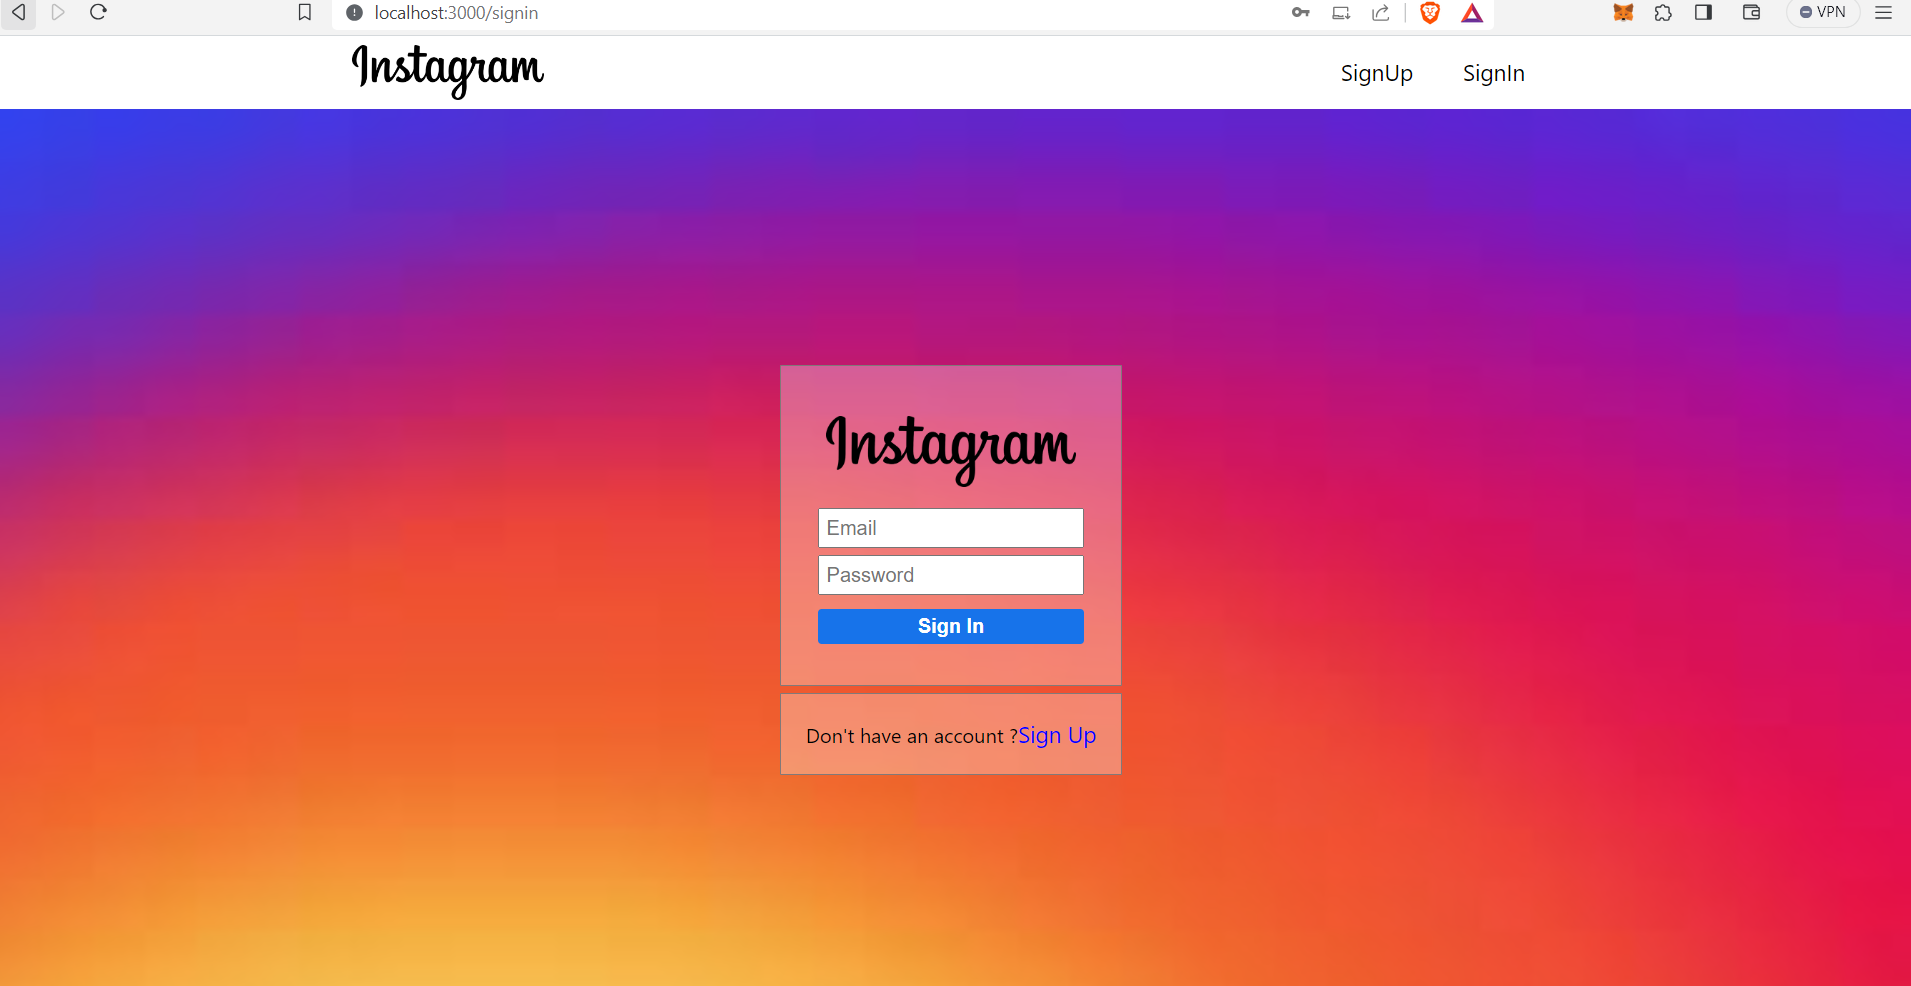 localhost:3000/signin
VPN
Instagram
SignUp SignIn
Instagram
Email
Password
Sign In
Don't have an account ?Sign Up